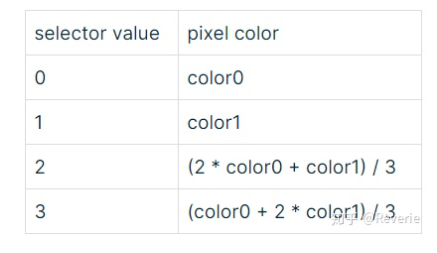 selector value pixel color
0 color0
1 color1
2 (2 * color0 + color1) / 3
3 (color0 + 2 * color1) / 3
知乎 @Reverie